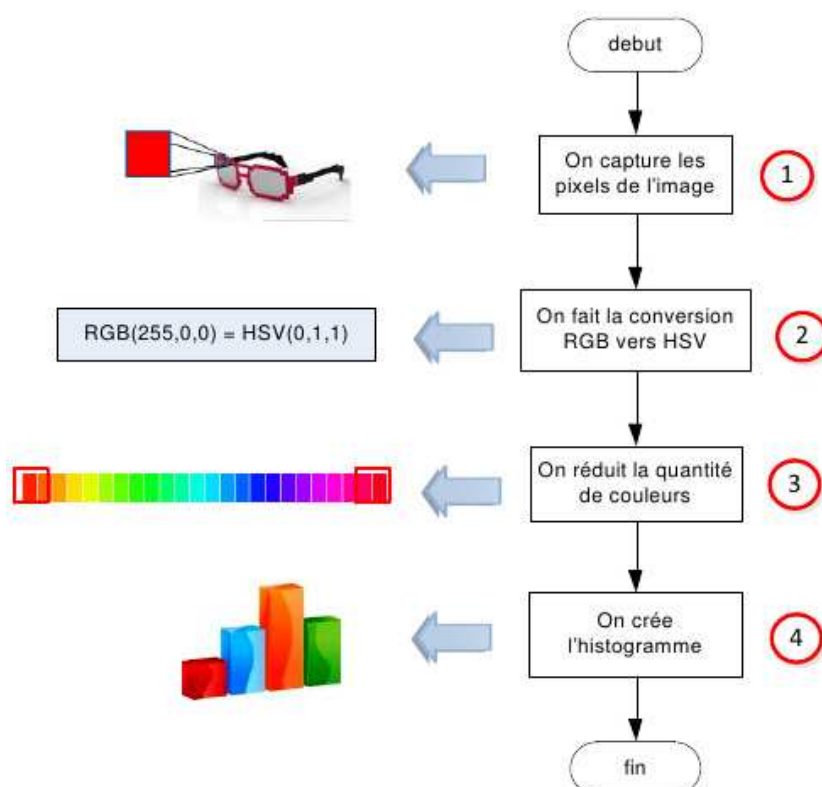 debut
On capture les
pixels de l'image
1
RGB(255,0,0) = HSV(0,1,1)
On fait la conversion
RGB vers HSV
2
On réduit la quantité
de couleurs
3
On crée
l'histogramme
4
fin